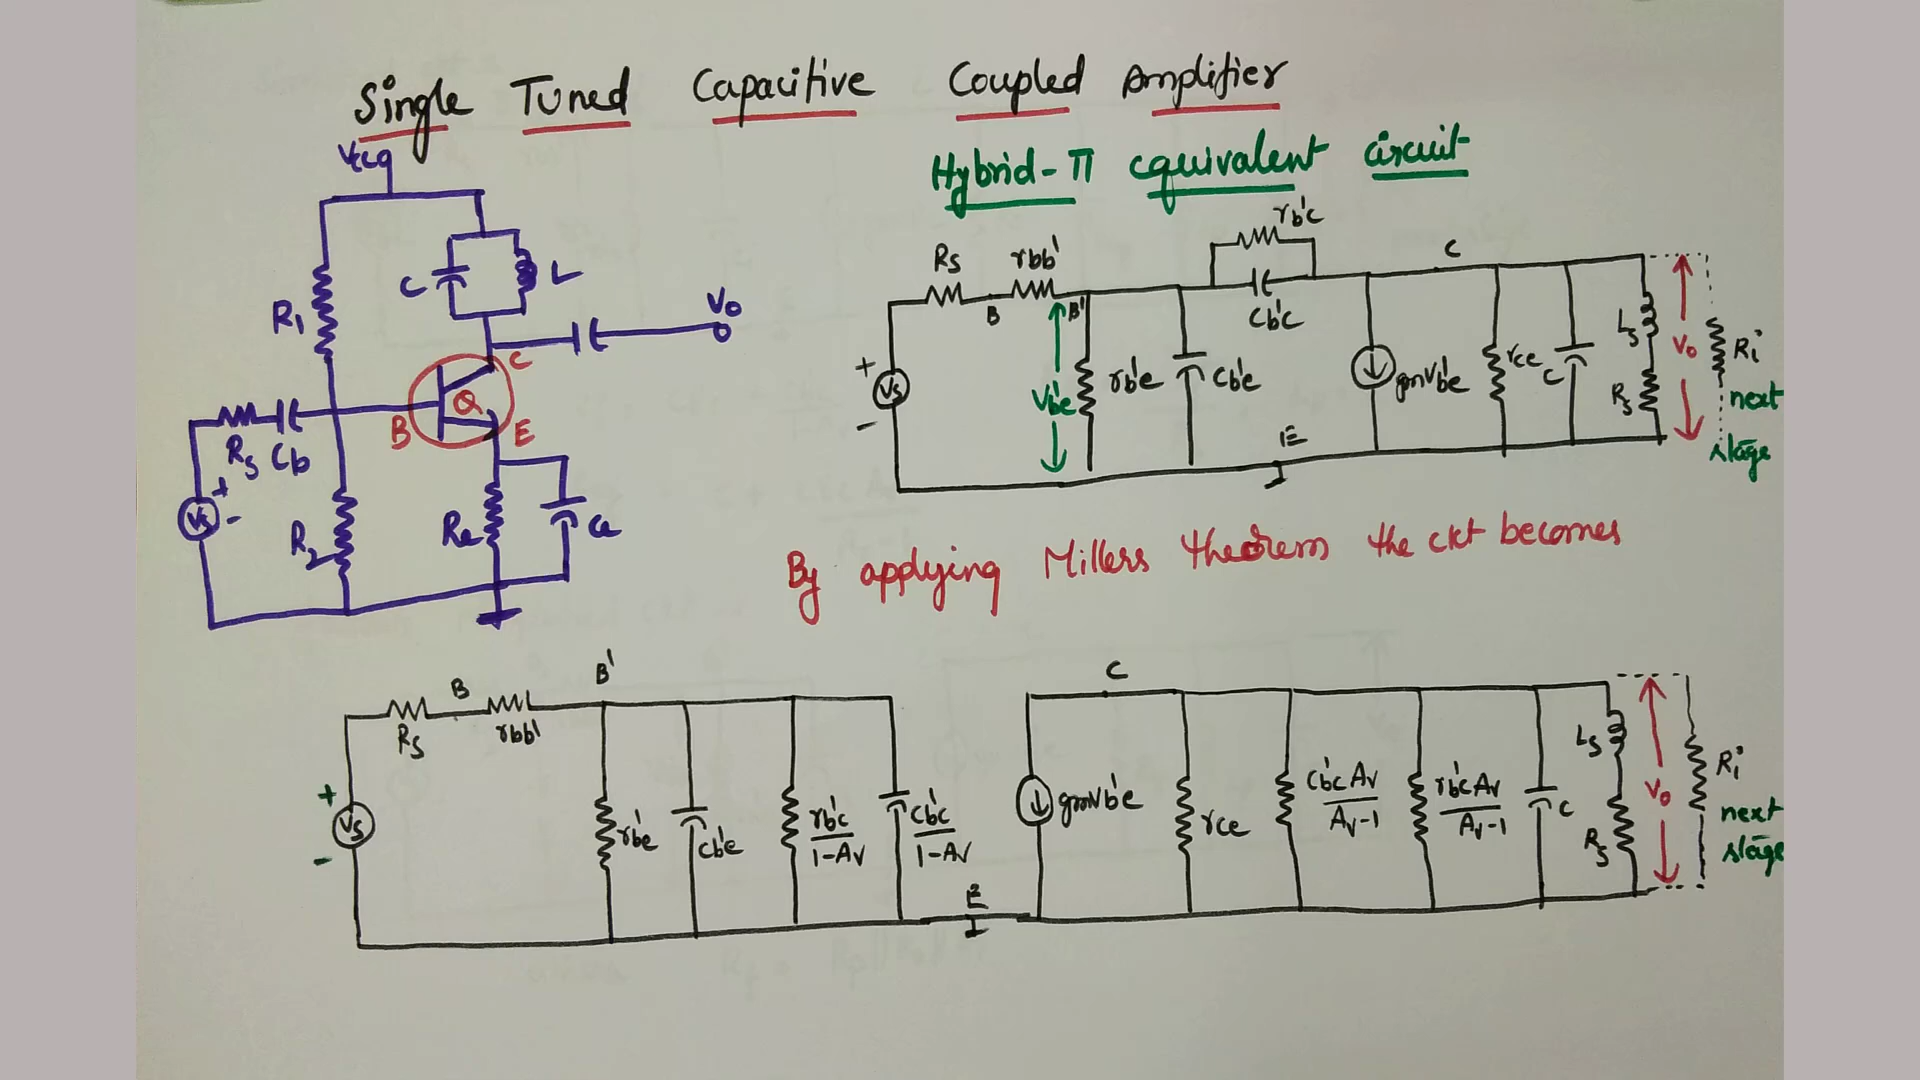 Single Tuned Capacitive Coupled Amplifier
Vcc
R1
C
L
Vo
C
Q
B
E
Rs Cb
+
Vs
-
R2
Re
Ce
Hybrid-π equivalent circuit
rb'c
Rs
rbb'
B
B'
Cb'c
C
+
Vs
-
Vb'e
rb'e
Cb'e
gmVb'e
rce
C
Ls
Rs
Vo
Ri
next
stage
E
By applying Millers theorem the ckt becomes
B'
B
Rs
rbb'
+
Vs
-
rb'e
Cb'e
rb'c
1-Av
Cb'c
1-Av
E
C
gmVb'e
rce
Cb'c Av
Av-1
rb'c Av
Av-1
C
Ls
Rs
Vo
Ri
next
stage